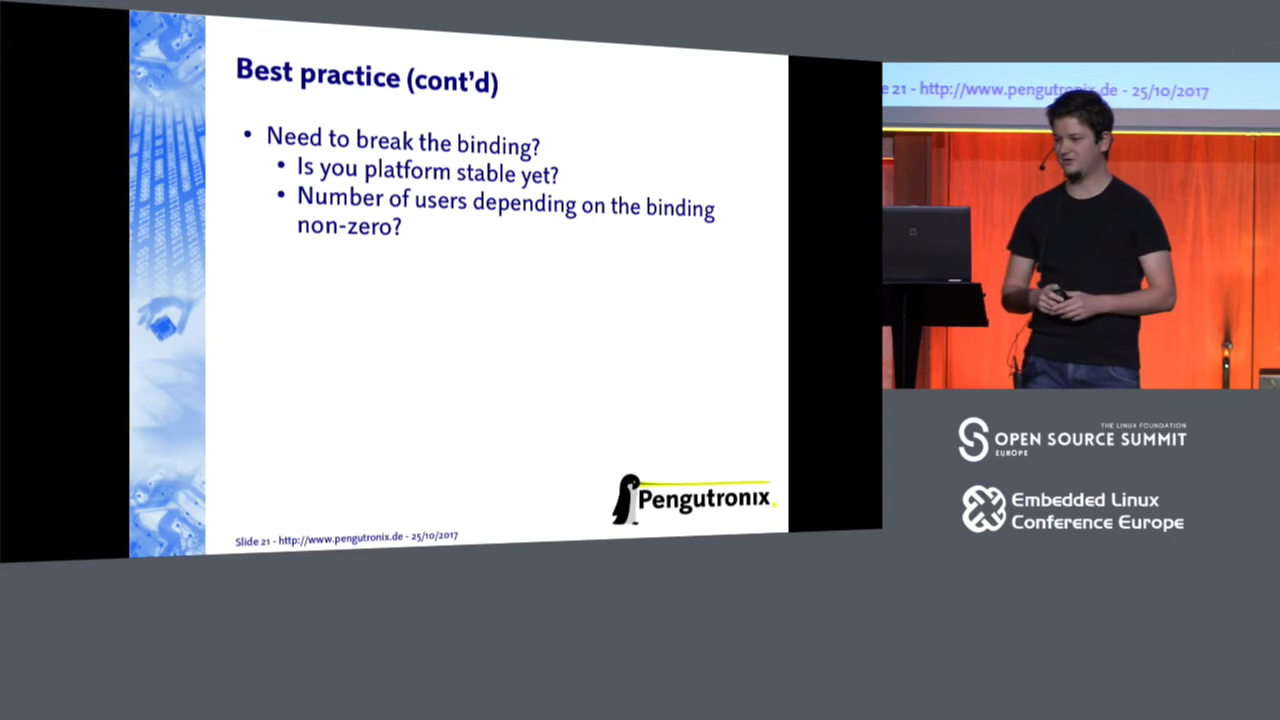 Best practice (cont'd)
• Need to break the binding?
• Is you platform stable yet?
• Number of users depending on the binding
non-zero?
Pengutronix
Slide 21 - http://www.pengutronix.de - 25/10/2017
e 21 - http://www.pengutronix.de - 25/10/2017
THE LINUX FOUNDATION
OPEN SOURCE SUMMIT
EUROPE
Embedded Linux
Conference Europe